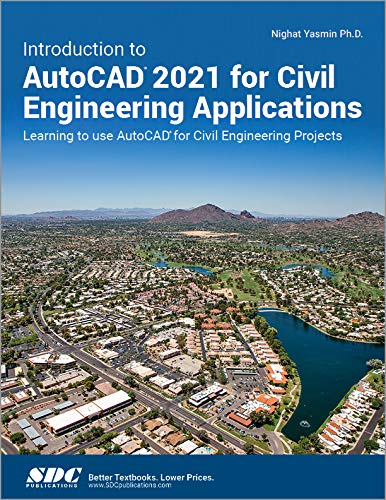 Nighat Yasmin Ph.D.
Introduction to
AutoCAD® 2021 for Civil
Engineering Applications
Learning to use AutoCAD® for Civil Engineering Projects
SDC
PUBLICATIONS
Better Textbooks. Lower Prices.
www.SDCpublications.com